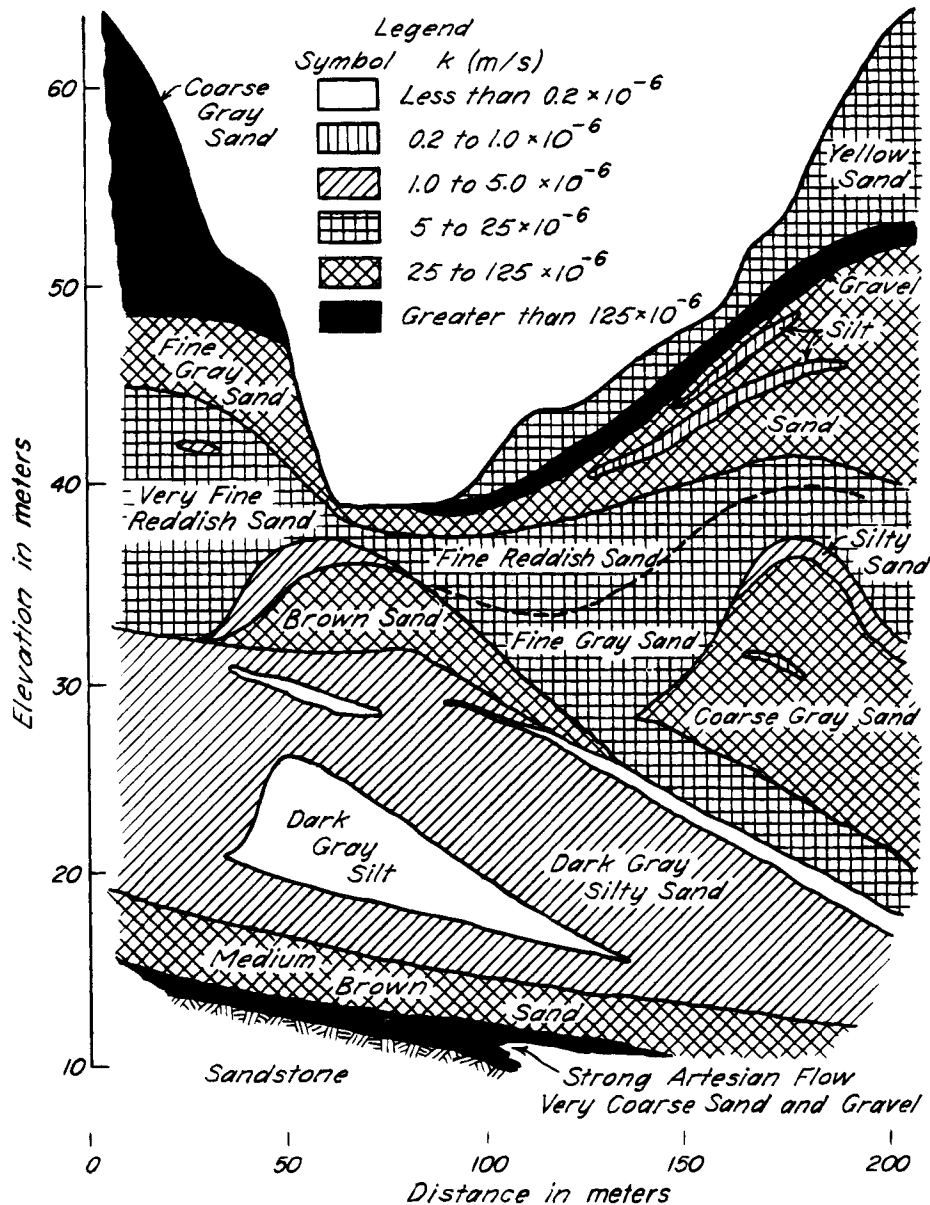 Legend
Symbol k (m/s)
Less than 0.2 × 10⁻⁶
0.2 to 1.0 × 10⁻⁶
1.0 to 5.0 × 10⁻⁶
5 to 25 × 10⁻⁶
25 to 125 × 10⁻⁶
Greater than 125 × 10⁻⁶
60
50
40
30
20
10
Elevation in meters
Coarse
Gray
Sand
Yellow
Sand
Gravel
Silt
Fine
Gray
Sand
Sand
Very Fine
Reddish Sand
Fine Reddish Sand
Silty
Sand
Brown Sand
Fine Gray Sand
Coarse Gray Sand
Dark
Gray
Silt
Dark Gray
Silty Sand
Medium
Brown
Sand
Sandstone
Strong Artesian Flow
Very Coarse Sand and Gravel
0 50 100 150 200
Distance in meters